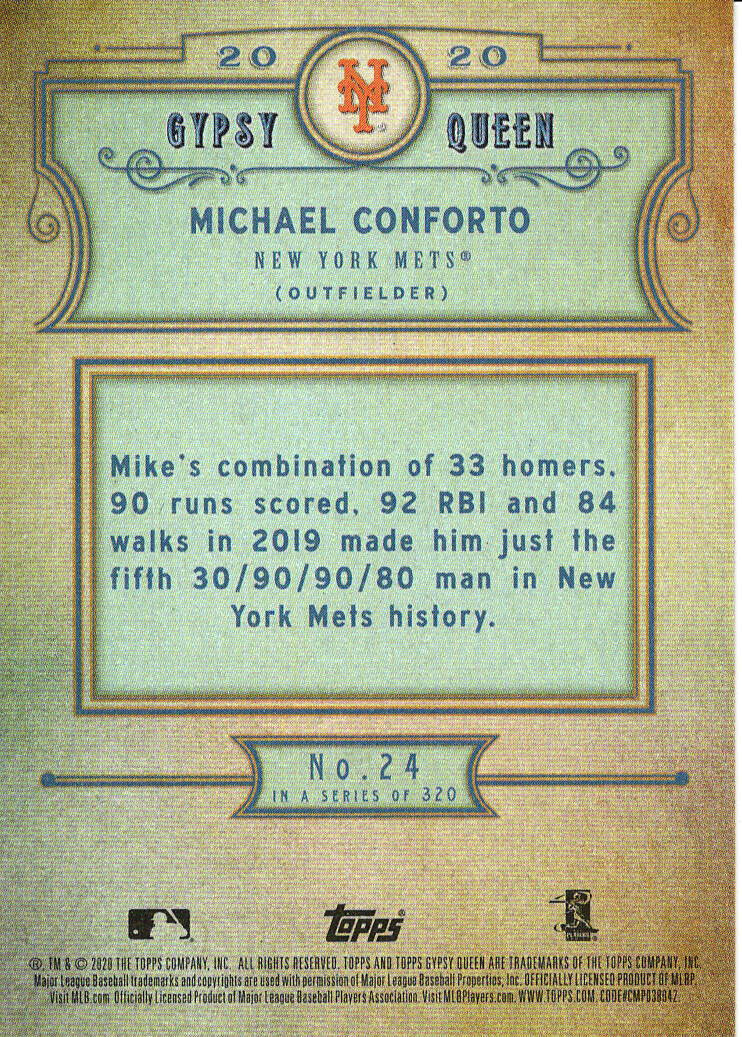 20 20
GYPSY QUEEN
MICHAEL CONFORTO
NEW YORK METS®
(OUTFIELDER)
Mike's combination of 33 homers,
90 runs scored, 92 RBI and 84
walks in 2019 made him just the
fifth 30/90/90/80 man in New
York Mets history.
No. 24
IN A SERIES OF 320
topps®
PLAYERS
®, TM & © 2020 THE TOPPS COMPANY, INC. ALL RIGHTS RESERVED. TOPPS AND TOPPS GYPSY QUEEN ARE TRADEMARKS OF THE TOPPS COMPANY, INC.
Major League Baseball trademarks and copyrights are used with permission of Major League Baseball Properties, Inc. OFFICIALLY LICENSED PRODUCT OF MLBP.
Visit MLB.com. Officially Licensed Product of Major League Baseball Players Association. Visit MLBPlayers.com. WWW.TOPPS.COM. CODE#CMP038042.